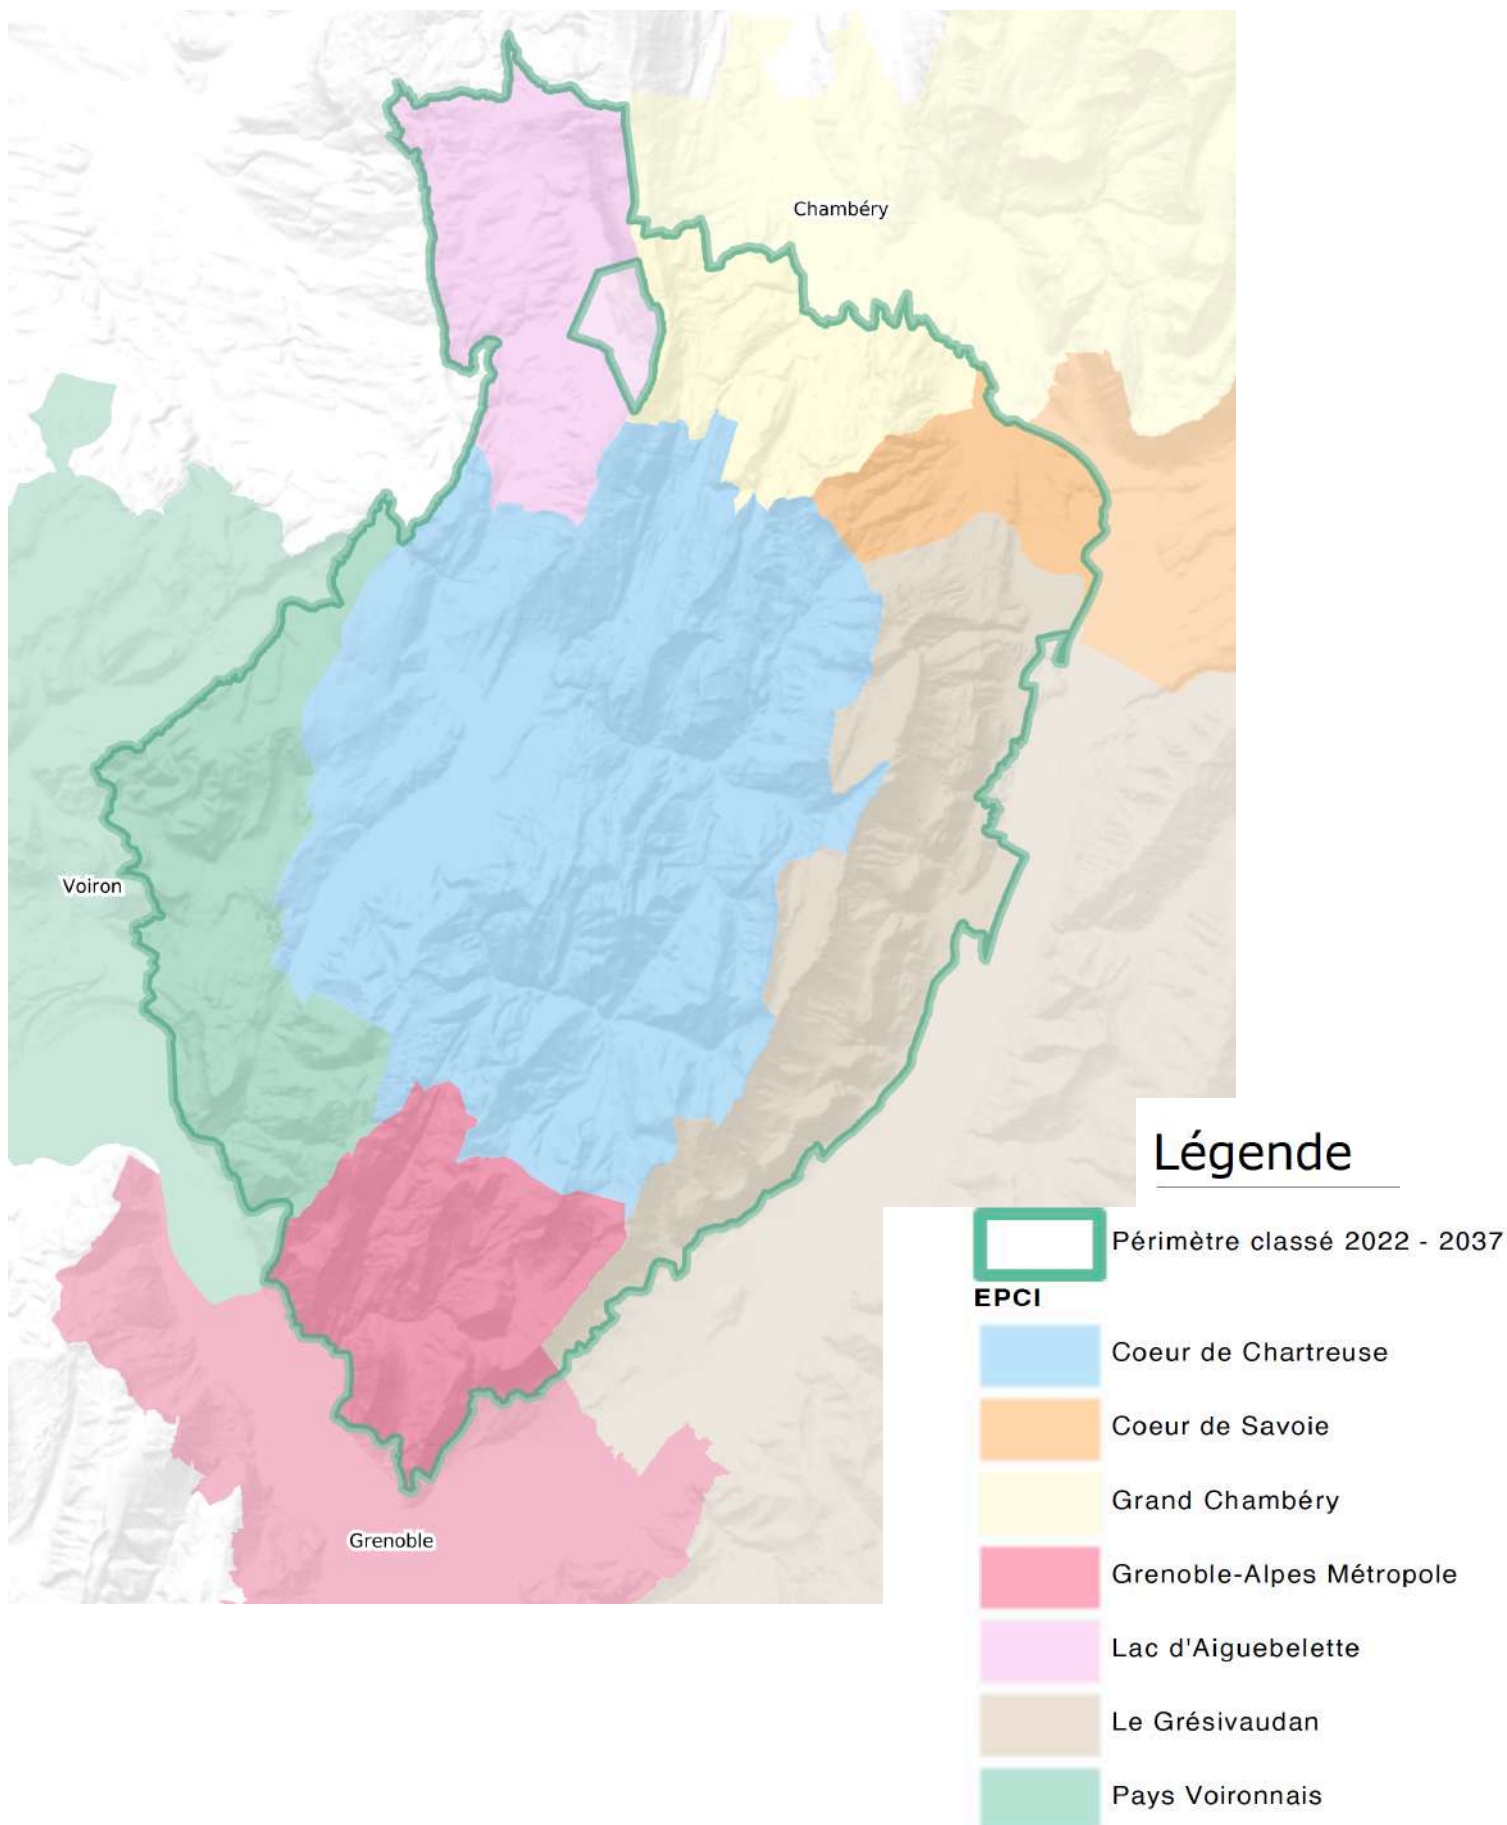 Chambéry
Voiron
Grenoble
Légende
Périmètre classé 2022 - 2037
EPCI
Coeur de Chartreuse
Coeur de Savoie
Grand Chambéry
Grenoble-Alpes Métropole
Lac d'Aiguebelette
Le Grésivaudan
Pays Voironnais